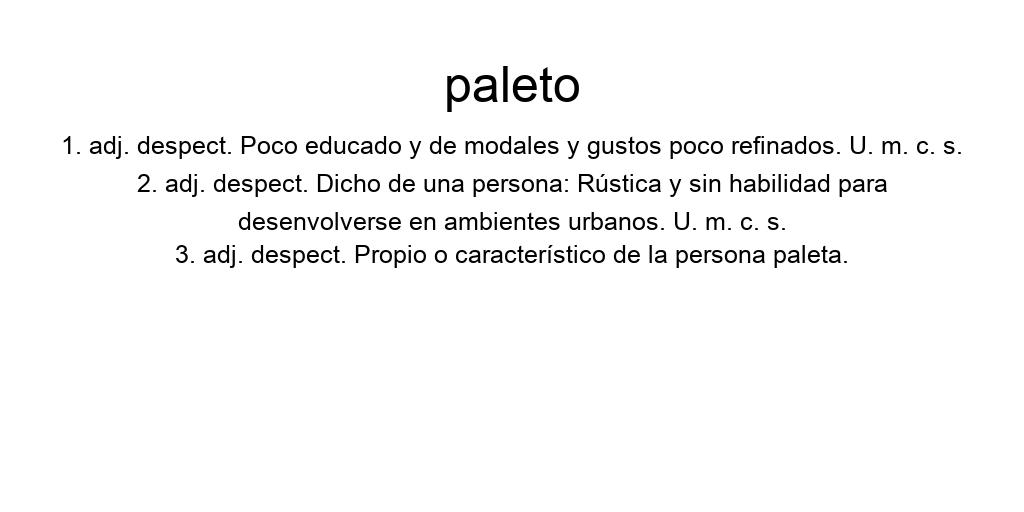 paleto
1. adj. despect. Poco educado y de modales y gustos poco refinados. U. m. c. s.
2. adj. despect. Dicho de una persona: Rústica y sin habilidad para
desenvolverse en ambientes urbanos. U. m. c. s.
3. adj. despect. Propio o característico de la persona paleta.